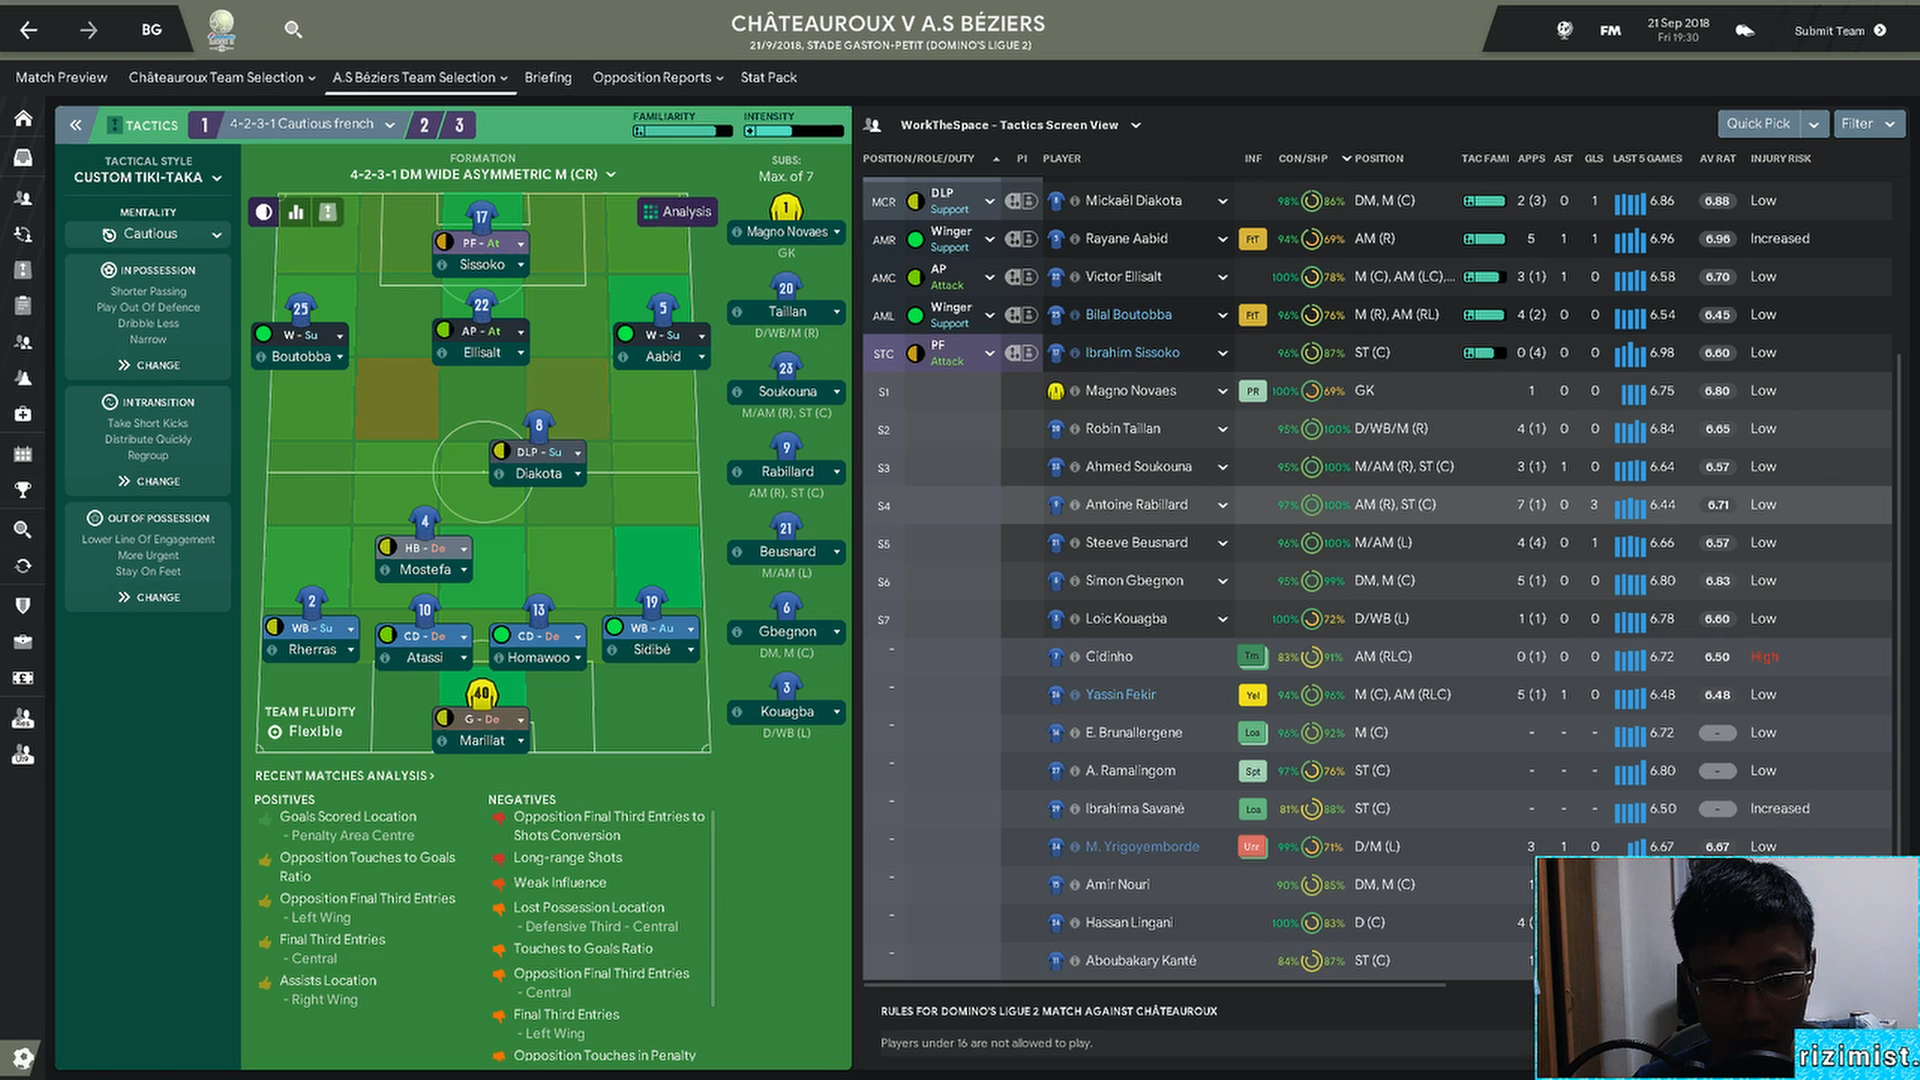 BG
CHÂTEAUROUX V A.S BÉZIERS
21/9/2018, STADE GASTON-PETIT (DOMINO'S LIGUE 2)
FM
21 Sep 2018
Fri 19:30
Submit Team
Match Preview
Châteauroux Team Selection
A.S Béziers Team Selection
Briefing
Opposition Reports
Stat Pack
TACTICS
1
4-2-3-1 Cautious french
2
3
FAMILIARITY
INTENSITY
TACTICAL STYLE
CUSTOM TIKI-TAKA
MENTALITY
Cautious
IN POSSESSION
Shorter Passing
Play Out Of Defence
Dribble Less
Narrow
CHANGE
IN TRANSITION
Take Short Kicks
Distribute Quickly
Regroup
CHANGE
OUT OF POSSESSION
Lower Line Of Engagement
More Urgent
Stay On Feet
CHANGE
FORMATION
4-2-3-1 DM WIDE ASYMMETRIC M (CR)
Analysis
17
PF - At
Sissoko
25
W - Su
Boutobba
22
AP - At
Ellisalt
5
W - Su
Aabid
8
DLP - Su
Diakota
4
HB - De
Mostefa
2
WB - Su
Rherras
10
CD - De
Atassi
13
CD - De
Homawoo
19
WB - Au
Sidibé
40
G - De
Marillat
TEAM FLUIDITY
Flexible
SUBS:
Max. of 7
1
Magno Novaes
GK
20
Taillan
D/WB/M (R)
23
Soukouna
M/AM (R), ST (C)
9
Rabillard
AM (R), ST (C)
21
Beusnard
M/AM (L)
6
Gbegnon
DM, M (C)
3
Kouagba
D/WB (L)
RECENT MATCHES ANALYSIS >
POSITIVES
Goals Scored Location
- Penalty Area Centre
Opposition Touches to Goals
Ratio
Opposition Final Third Entries
- Left Wing
Final Third Entries
- Central
Assists Location
- Right Wing
NEGATIVES
Opposition Final Third Entries to
Shots Conversion
Long-range Shots
Weak Influence
Lost Possession Location
- Defensive Third - Central
Touches to Goals Ratio
Opposition Final Third Entries
- Central
Final Third Entries
- Left Wing
Opposition Touches in Penalty
WorkTheSpace - Tactics Screen View
Quick Pick
Filter
POSITION/ROLE/DUTY PI PLAYER INF CON/SHP POSITION TAC FAMI APPS AST GLS LAST 5 GAMES AV RAT INJURY RISK
MCR DLP Support Mickaël Diakota 98% 86% DM, M (C) 2 (3) 0 1 6.86 6.88 Low
AMR Winger Support Rayane Aabid FtT 94% 69% AM (R) 5 1 1 6.96 6.96 Increased
AMC AP Attack Victor Ellisalt 100% 78% M (C), AM (LC),... 3 (1) 1 0 6.58 6.70 Low
AML Winger Support Bilal Boutobba FtT 96% 76% M (R), AM (RL) 4 (2) 0 0 6.54 6.45 Low
STC PF Attack Ibrahim Sissoko 96% 87% ST (C) 0 (4) 0 0 6.98 6.60 Low
S1 Magno Novaes PR 100% 69% GK 1 0 0 6.75 6.80 Low
S2 Robin Taillan 95% 100% D/WB/M (R) 4 (1) 0 0 6.84 6.65 Low
S3 Ahmed Soukouna 95% 100% M/AM (R), ST (C) 3 (1) 1 0 6.64 6.57 Low
S4 Antoine Rabillard 97% 100% AM (R), ST (C) 7 (1) 0 3 6.44 6.71 Low
S5 Steeve Beusnard 96% 100% M/AM (L) 4 (4) 0 1 6.66 6.57 Low
S6 Simon Gbegnon 95% 99% DM, M (C) 5 (1) 0 0 6.80 6.83 Low
S7 Loic Kouagba 100% 72% D/WB (L) 1 (1) 0 0 6.78 6.60 Low
- Cidinho Trn 83% 91% AM (RLC) 0 (1) 0 0 6.72 6.50 High
- Yassin Fekir Yel 94% 96% M (C), AM (RLC) 5 (1) 1 0 6.48 6.48 Low
- E. Brunallergene Loa 96% 92% M (C) - - - 6.72 - Low
- A. Ramalingom Spt 97% 76% ST (C) - - - 6.80 - Low
- Ibrahima Savané Loa 81% 88% ST (C) - - - 6.50 - Increased
- M. Yrigoyemborde Unr 99% 71% D/M (L) 3 1 0 6.67 6.67 Low
- Amir Nouri 90% 85% DM, M (C)
- Hassan Lingani 100% 83% D (C) 4
- Aboubakary Kanté 84% 87% ST (C)
RULES FOR DOMINO'S LIGUE 2 MATCH AGAINST CHÂTEAUROUX
Players under 16 are not allowed to play.
rizimist.